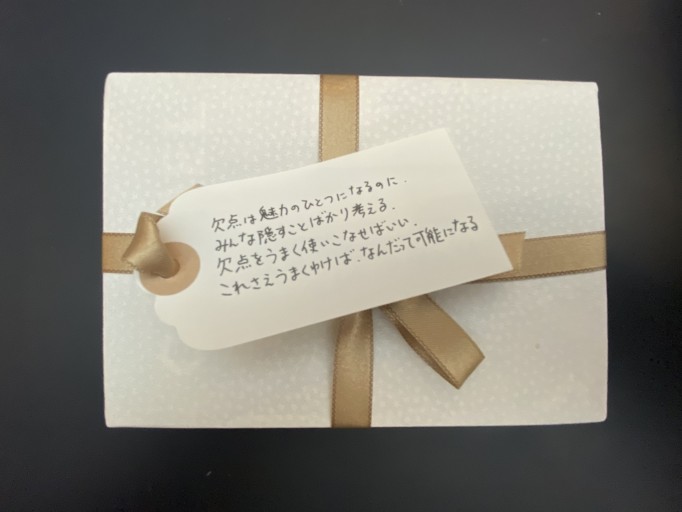 欠点は魅力のひとつになるのに、
みんな隠すことばかり考える。
欠点をうまく使いこなせばいい。
これさえうまくゆけば、なんだって可能になる